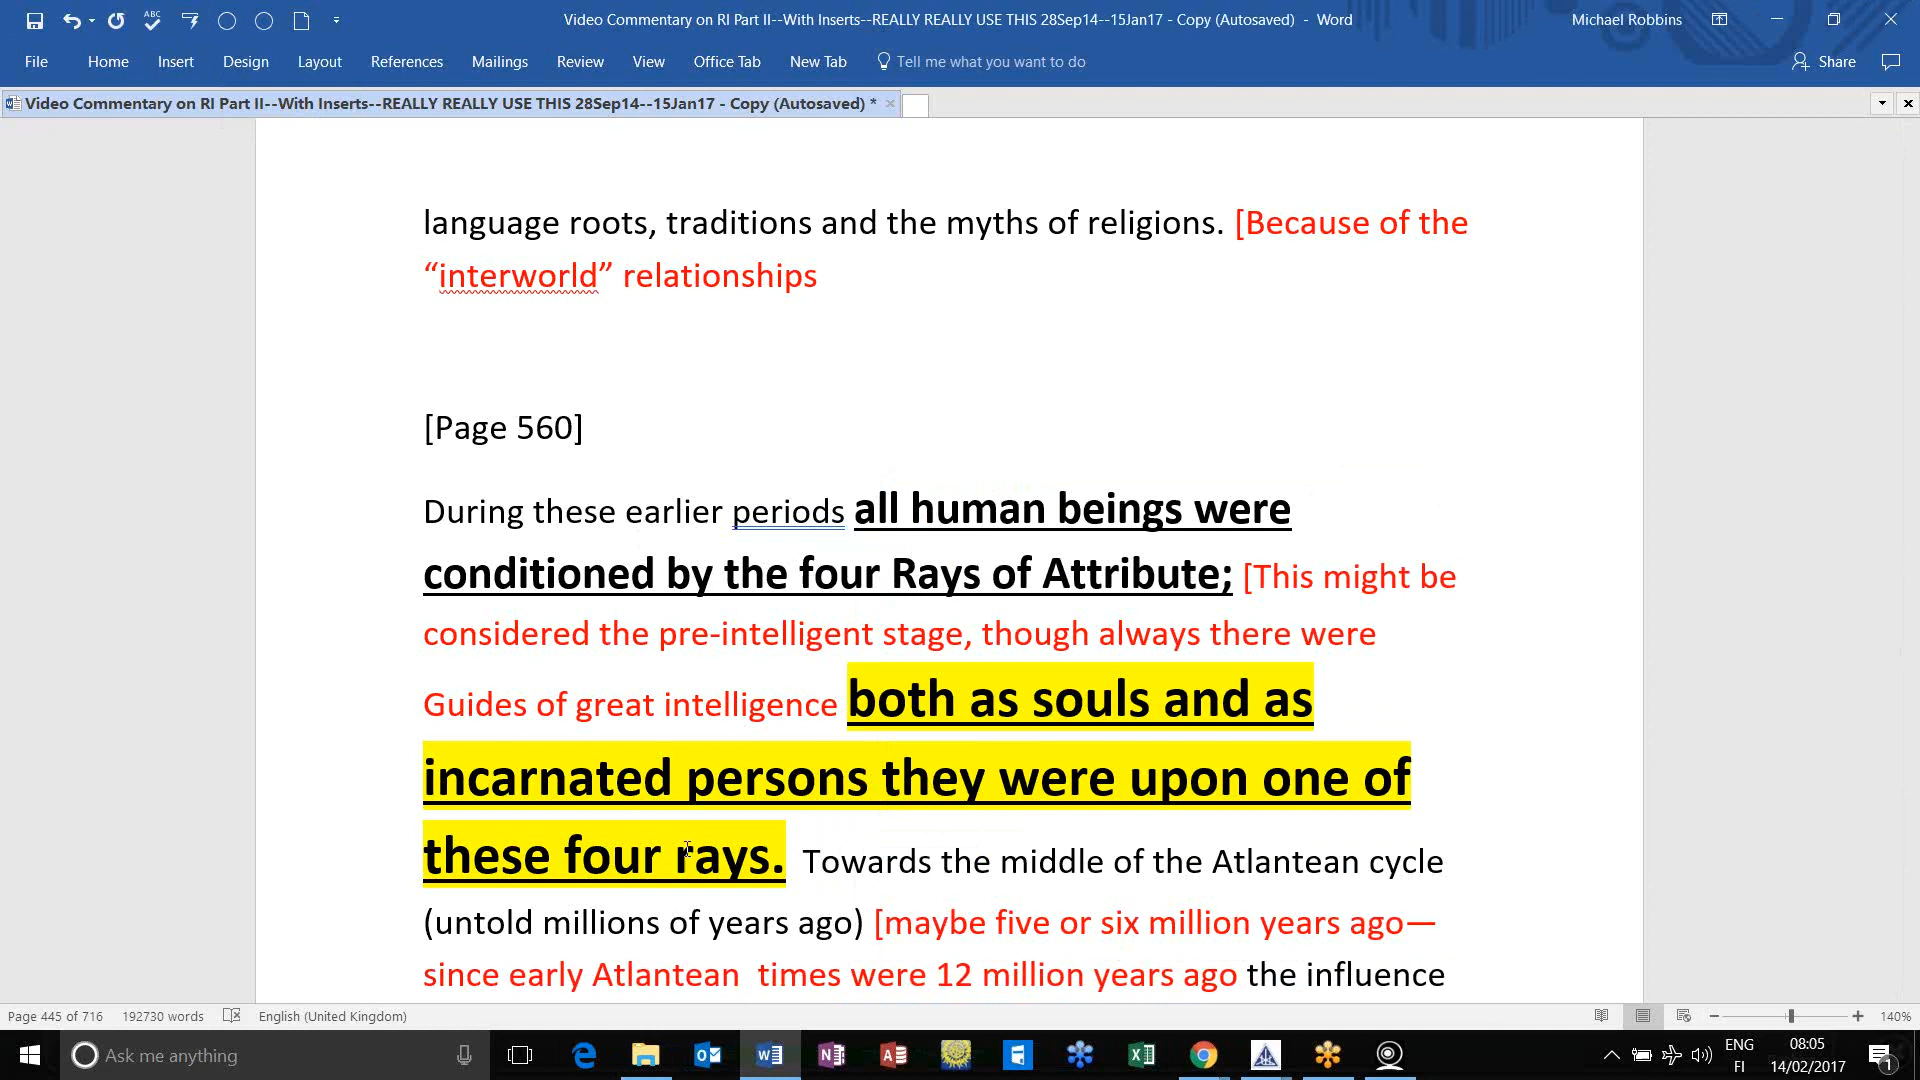 Video Commentary on RI Part II--With Inserts--REALLY REALLY USE THIS 28Sep14--15Jan17 - Copy (Autosaved) - Word
Michael Robbins
File Home Insert Design Layout References Mailings Review View Office Tab New Tab Tell me what you want to do Share
Video Commentary on RI Part II--With Inserts--REALLY REALLY USE THIS 28Sep14--15Jan17 - Copy (Autosaved) *
language roots, traditions and the myths of religions. [Because of the
“interworld” relationships
[Page 560]
During these earlier periods all human beings were
conditioned by the four Rays of Attribute; [This might be
considered the pre-intelligent stage, though always there were
Guides of great intelligence both as souls and as
incarnated persons they were upon one of
these four rays. Towards the middle of the Atlantean cycle
(untold millions of years ago) [maybe five or six million years ago—
since early Atlantean times were 12 million years ago the influence
Page 445 of 716 192730 words English (United Kingdom) 140%
Ask me anything
ENG
FI
08:05
14/02/2017
1